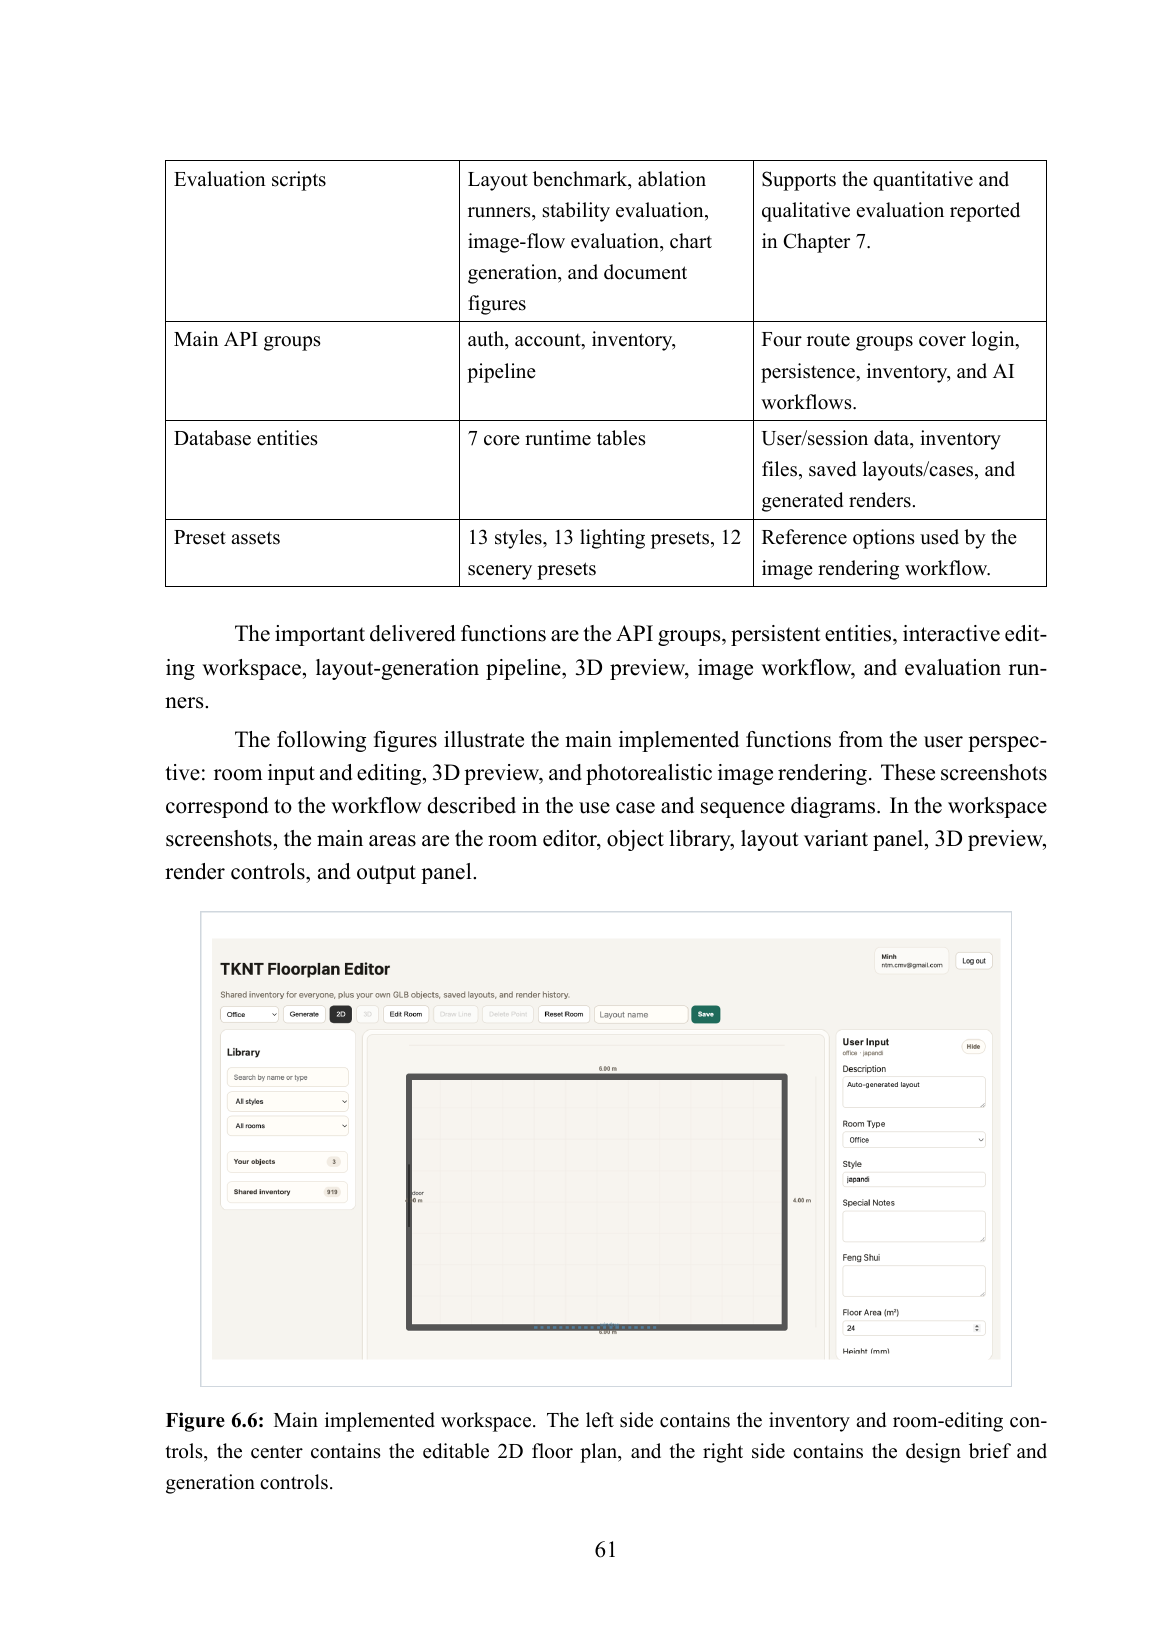 Evaluation scripts
Layout benchmark, ablation
runners, stability evaluation,
image-flow evaluation, chart
generation, and document
figures
Supports the quantitative and
qualitative evaluation reported
in Chapter 7.
Main API groups
auth, account, inventory,
pipeline
Four route groups cover login,
persistence, inventory, and AI
workflows.
Database entities
7 core runtime tables
User/session data, inventory
files, saved layouts/cases, and
generated renders.
Preset assets
13 styles, 13 lighting presets, 12
scenery presets
Reference options used by the
image rendering workflow.
The important delivered functions are the API groups, persistent entities, interactive edit-
ing workspace, layout-generation pipeline, 3D preview, image workflow, and evaluation run-
ners.
The following figures illustrate the main implemented functions from the user perspec-
tive: room input and editing, 3D preview, and photorealistic image rendering. These screenshots
correspond to the workflow described in the use case and sequence diagrams. In the workspace
screenshots, the main areas are the room editor, object library, layout variant panel, 3D preview,
render controls, and output panel.
TKNT Floorplan Editor
Minh
ntm.cmv@gmail.com
Log out
Shared inventory for everyone, plus your own GLB objects, saved layouts, and render history.
Office Generate 2D 3D Edit Room Draw Line Delete Point Reset Room Layout name Save
Library
Search by name or type
All styles
All rooms
Your objects 3
Shared inventory 919
6.00 m
door
4.00 m
6.00 m
User Input
office · japandi
Hide
Description
Auto-generated layout
Room Type
Office
Style
japandi
Special Notes
Feng Shui
Floor Area (m²)
24
Height (mm)
Figure 6.6: Main implemented workspace. The left side contains the inventory and room-editing con-
trols, the center contains the editable 2D floor plan, and the right side contains the design brief and
generation controls.
61